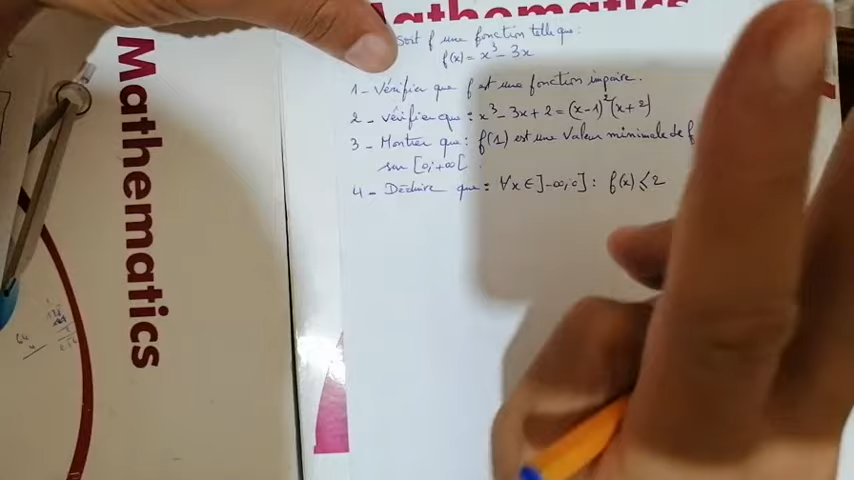 Mathematics
Soit f une fonction telle que :
f(x) = x³ - 3x
1 - Vérifier que f est une fonction impaire.
2 - Vérifier que : x³ - 3x + 2 = (x-1)²(x+2)
3 - Montrer que : f(1) est une valeur minimale de f
sur [0; +∞[.
4 - Déduire que : ∀x ∈ ]-∞; 0] : f(x) ⩽ 2
Mathematics